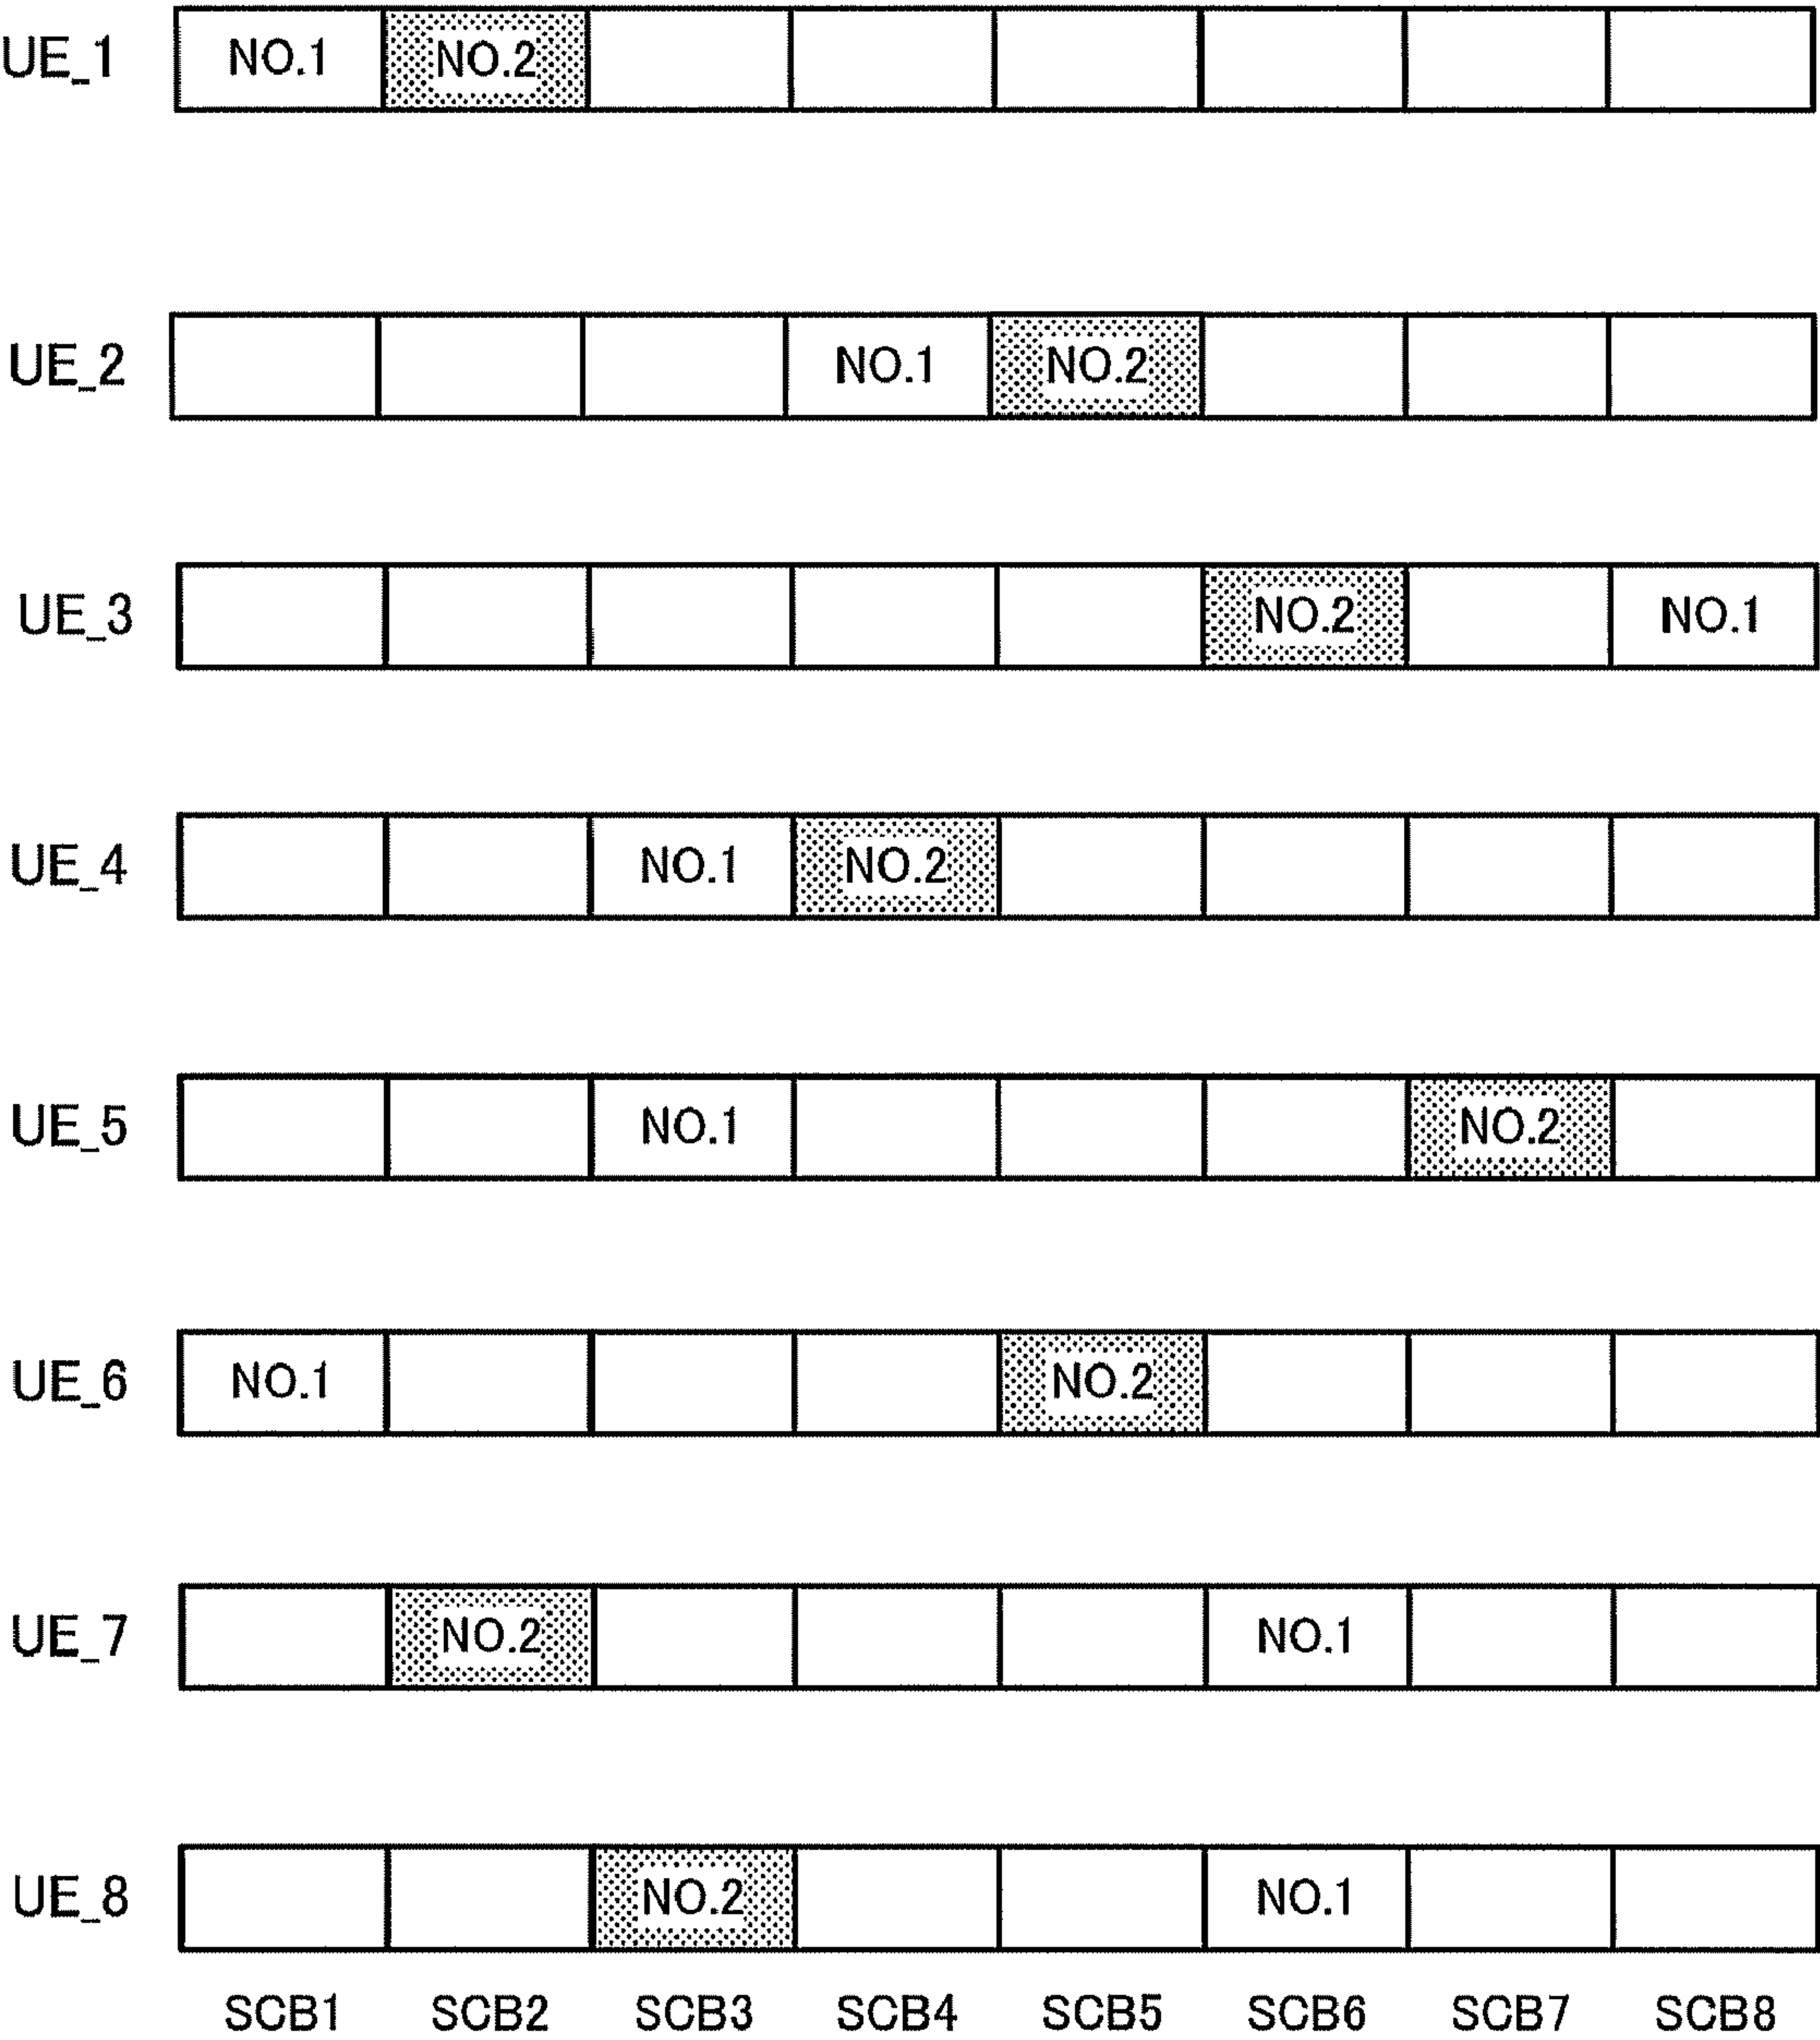 UE_1 NO.1 NO.2
UE_2 NO.1 NO.2
UE_3 NO.2 NO.1
UE_4 NO.1 NO.2
UE_5 NO.1 NO.2
UE_6 NO.1 NO.2
UE_7 NO.2 NO.1
UE_8 NO.2 NO.1
SCB1 SCB2 SCB3 SCB4 SCB5 SCB6 SCB7 SCB8